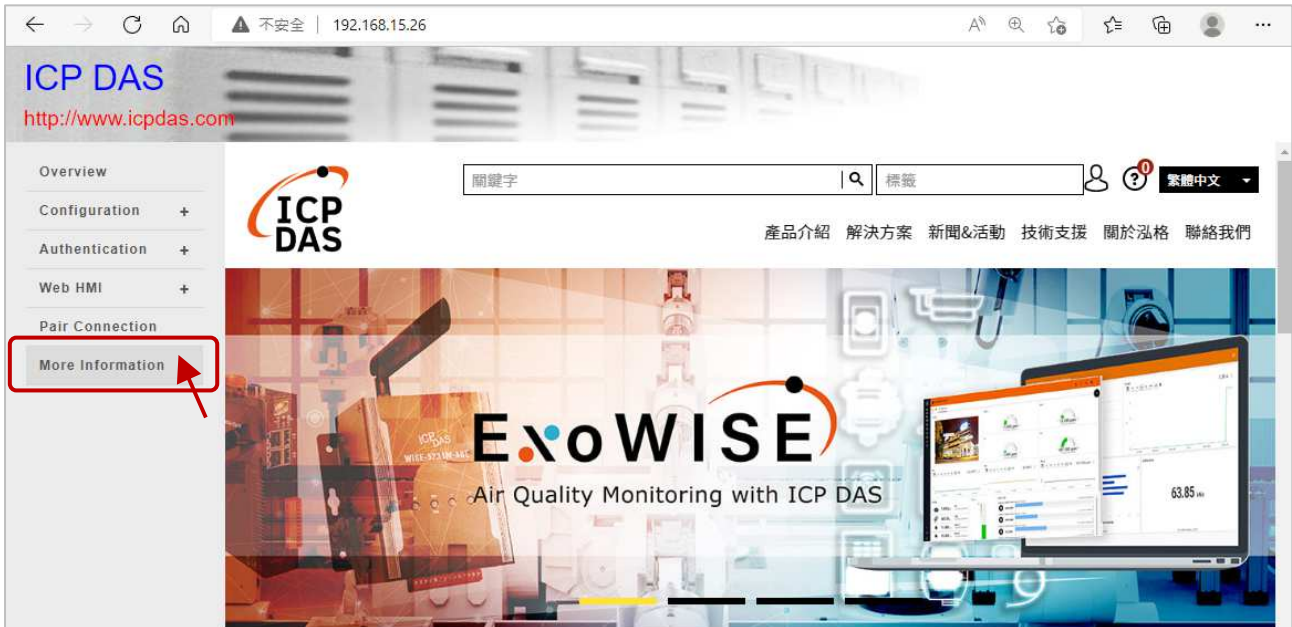 不安全 | 192.168.15.26
ICP DAS
http://www.icpdas.com
Overview
Configuration +
Authentication +
Web HMI +
Pair Connection
More Information
ICP
DAS
關鍵字
標籤
0
繁體中文
產品介紹 解決方案 新聞&活動 技術支援 關於泓格 聯絡我們
ICP DAS
ExoWISE
Air Quality Monitoring with ICP DAS
63.85